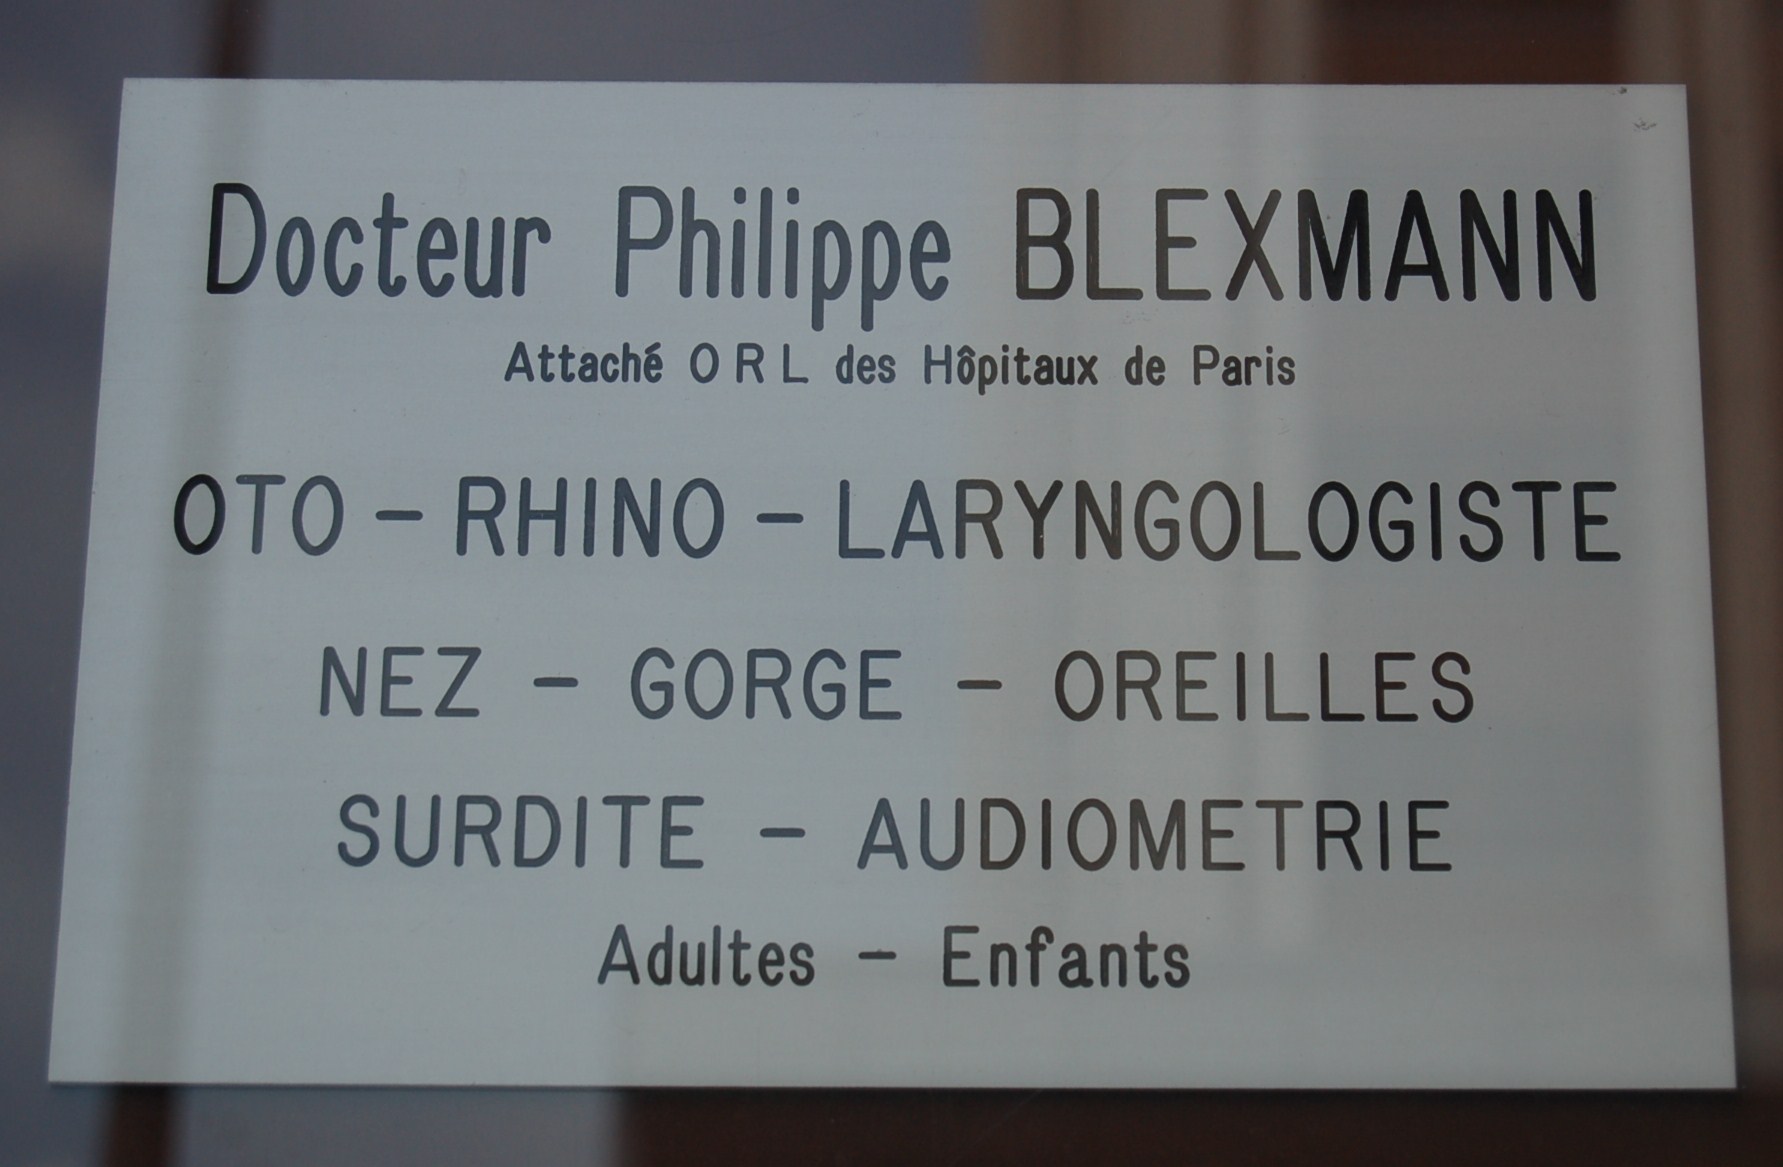 Docteur Philippe BLEXMANN
Attaché O R L des Hôpitaux de Paris
OTO - RHINO - LARYNGOLOGISTE
NEZ - GORGE - OREILLES
SURDITE - AUDIOMETRIE
Adultes - Enfants